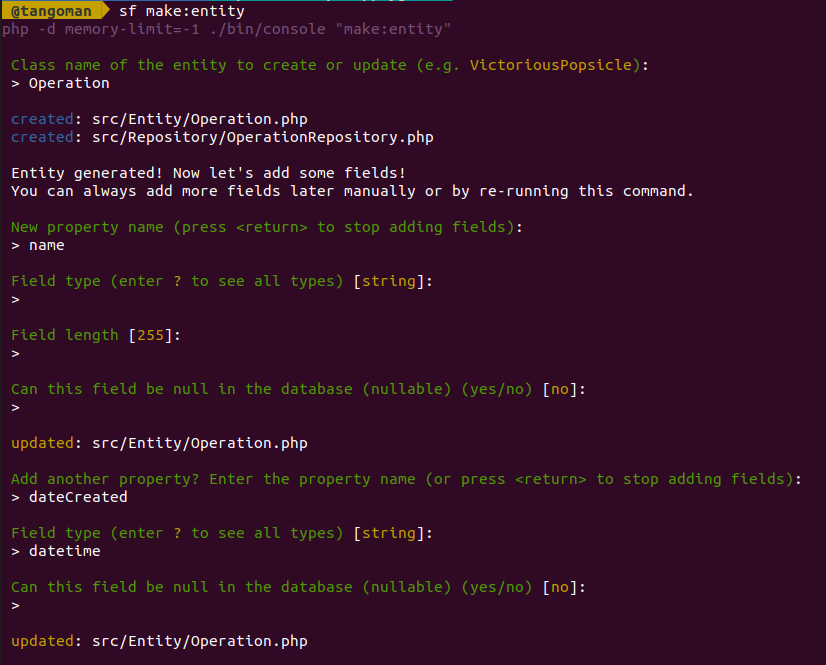 @tangoman sf make:entity
php -d memory-limit=-1 ./bin/console "make:entity"
Class name of the entity to create or update (e.g. VictoriousPopsicle):
> Operation
created: src/Entity/Operation.php
created: src/Repository/OperationRepository.php
Entity generated! Now let's add some fields!
You can always add more fields later manually or by re-running this command.
New property name (press <return> to stop adding fields):
> name
Field type (enter ? to see all types) [string]:
>
Field length [255]:
>
Can this field be null in the database (nullable) (yes/no) [no]:
>
updated: src/Entity/Operation.php
Add another property? Enter the property name (or press <return> to stop adding fields):
> dateCreated
Field type (enter ? to see all types) [string]:
> datetime
Can this field be null in the database (nullable) (yes/no) [no]:
>
updated: src/Entity/Operation.php